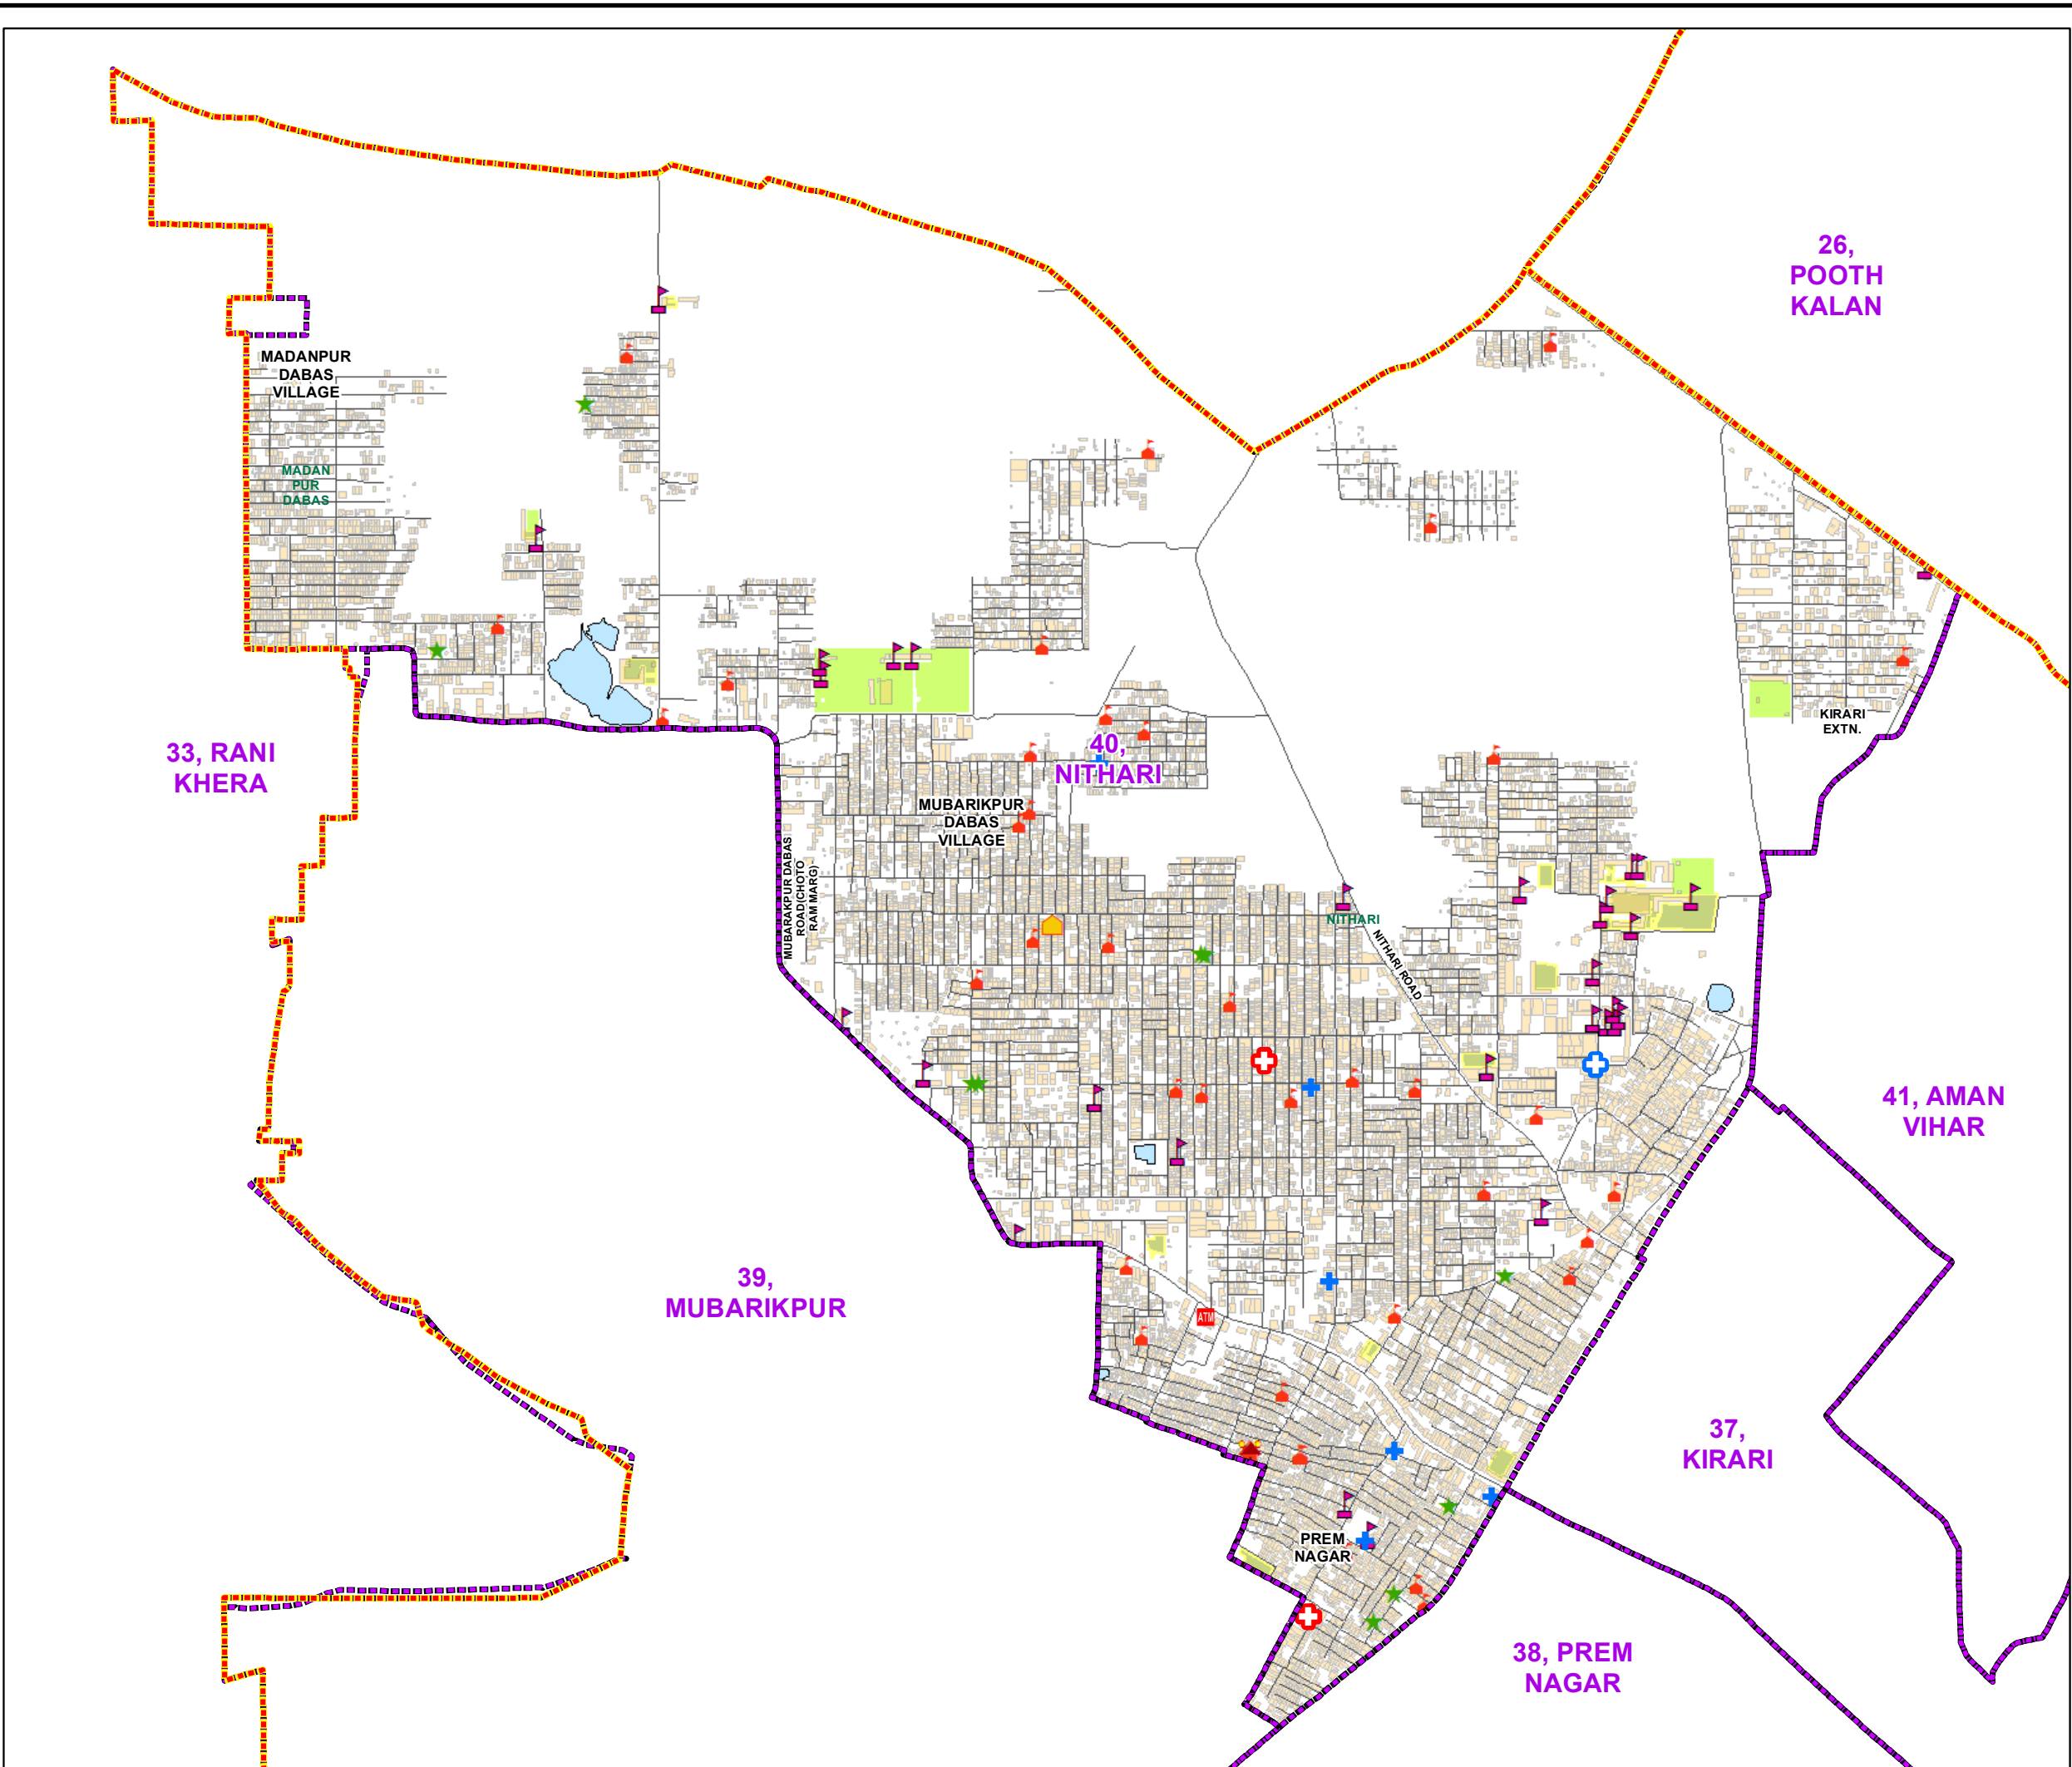 26,
POOTH
KALAN
MADANPUR
DABAS
VILLAGE
MADAN
PUR
DABAS
KIRARI
EXTN.
33, RANI
KHERA
40,
NITHARI
MUBARIKPUR
DABAS
VILLAGE
MUBARAKPUR DABAS
ROAD(CHOTO
RAM MARG)
NITHARI
NITHARI ROAD
41, AMAN
VIHAR
39,
MUBARIKPUR
ATM
37,
KIRARI
PREM
NAGAR
38, PREM
NAGAR